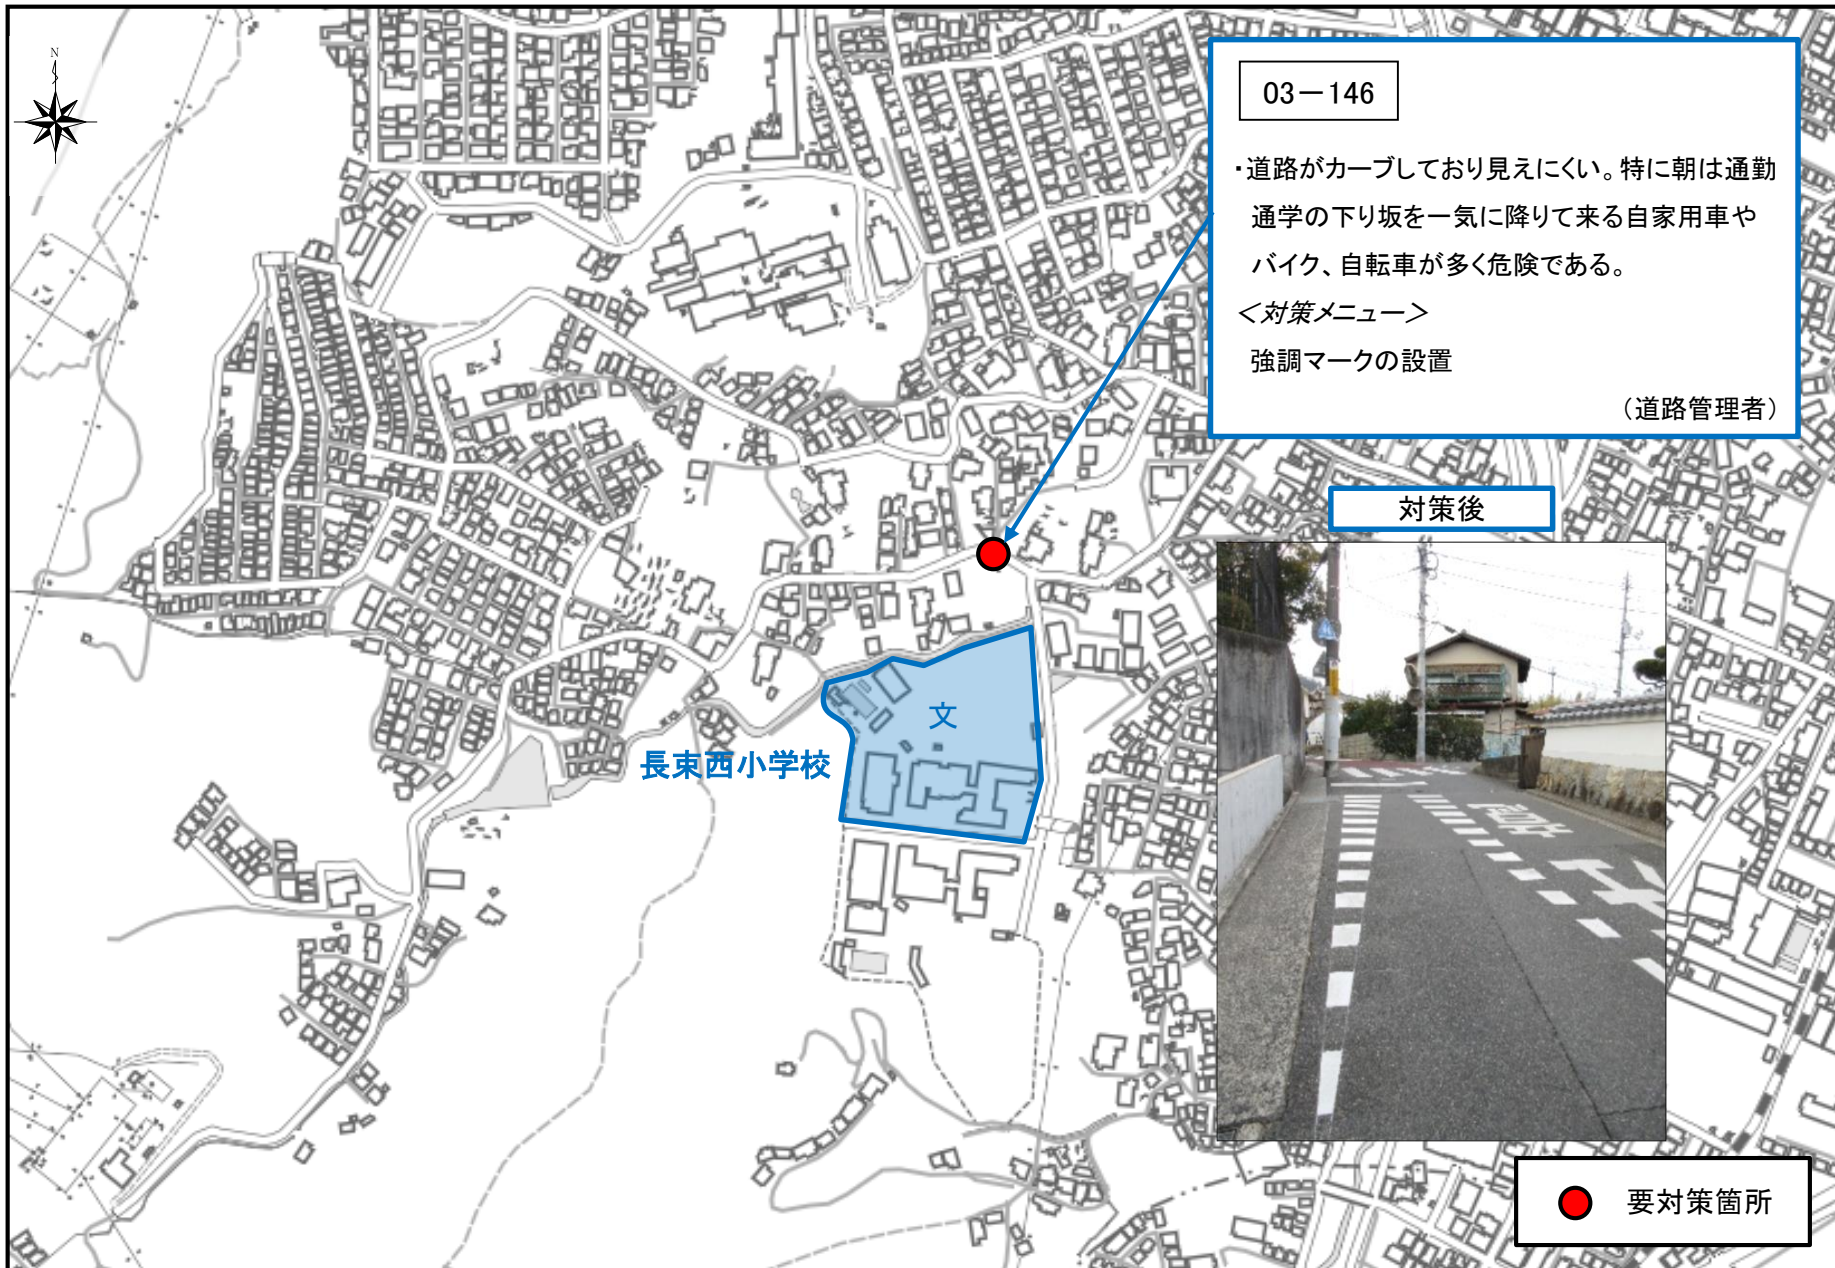 N
03－146
・道路がカーブしており見えにくい。特に朝は通勤
通学の下り坂を一気に降りて来る自家用車や
バイク、自転車が多く危険である。
＜対策メニュー＞
強調マークの設置
（道路管理者）
対策後
文
長束西小学校
要対策箇所